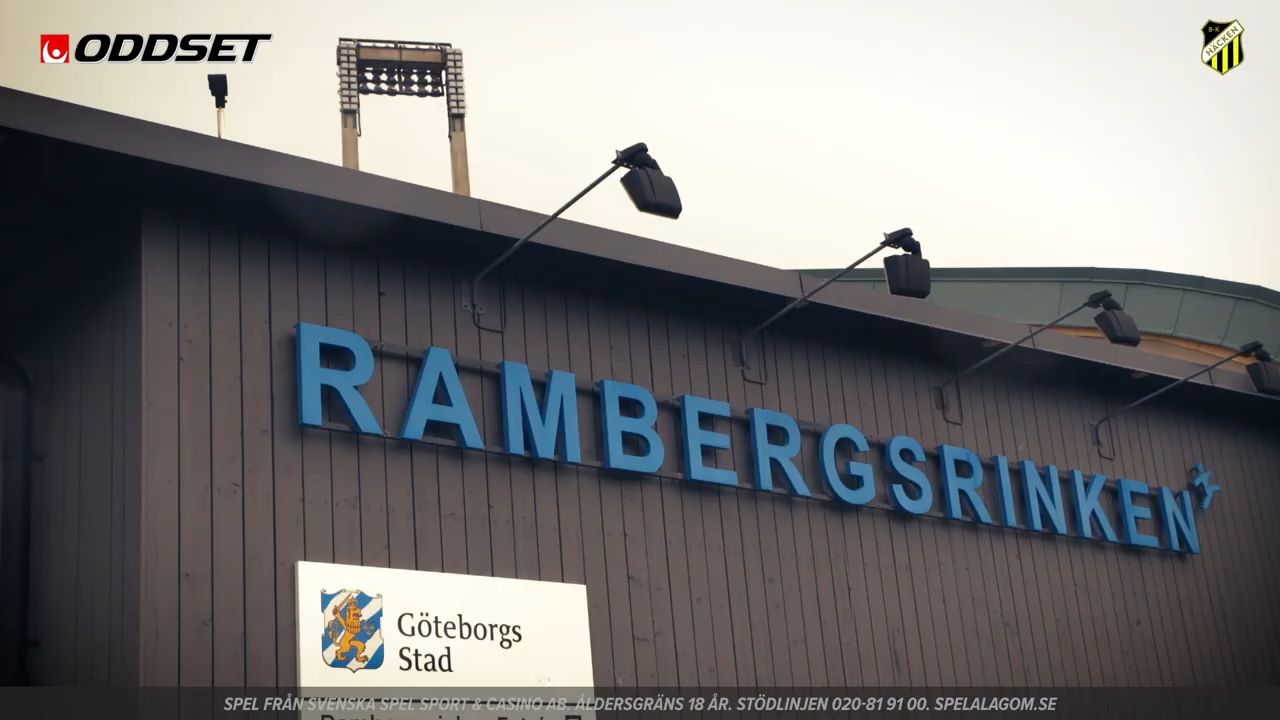 ODDSET
B·K
HÄCKEN
RAMBERGSRINKEN
Göteborgs
Stad
SPEL FRÅN SVENSKA SPEL SPORT & CASINO AB. ÅLDERSGRÄNS 18 ÅR. STÖDLINJEN 020-81 91 00. SPELALAGOM.SE